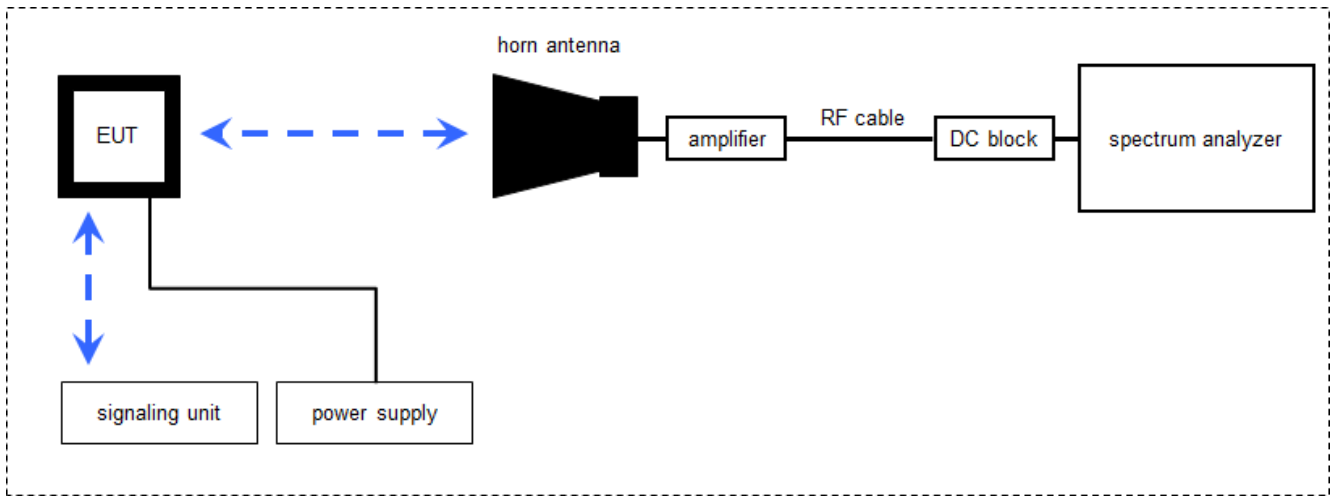 horn antenna
EUT
amplifier
RF cable
DC block
spectrum analyzer
signaling unit
power supply